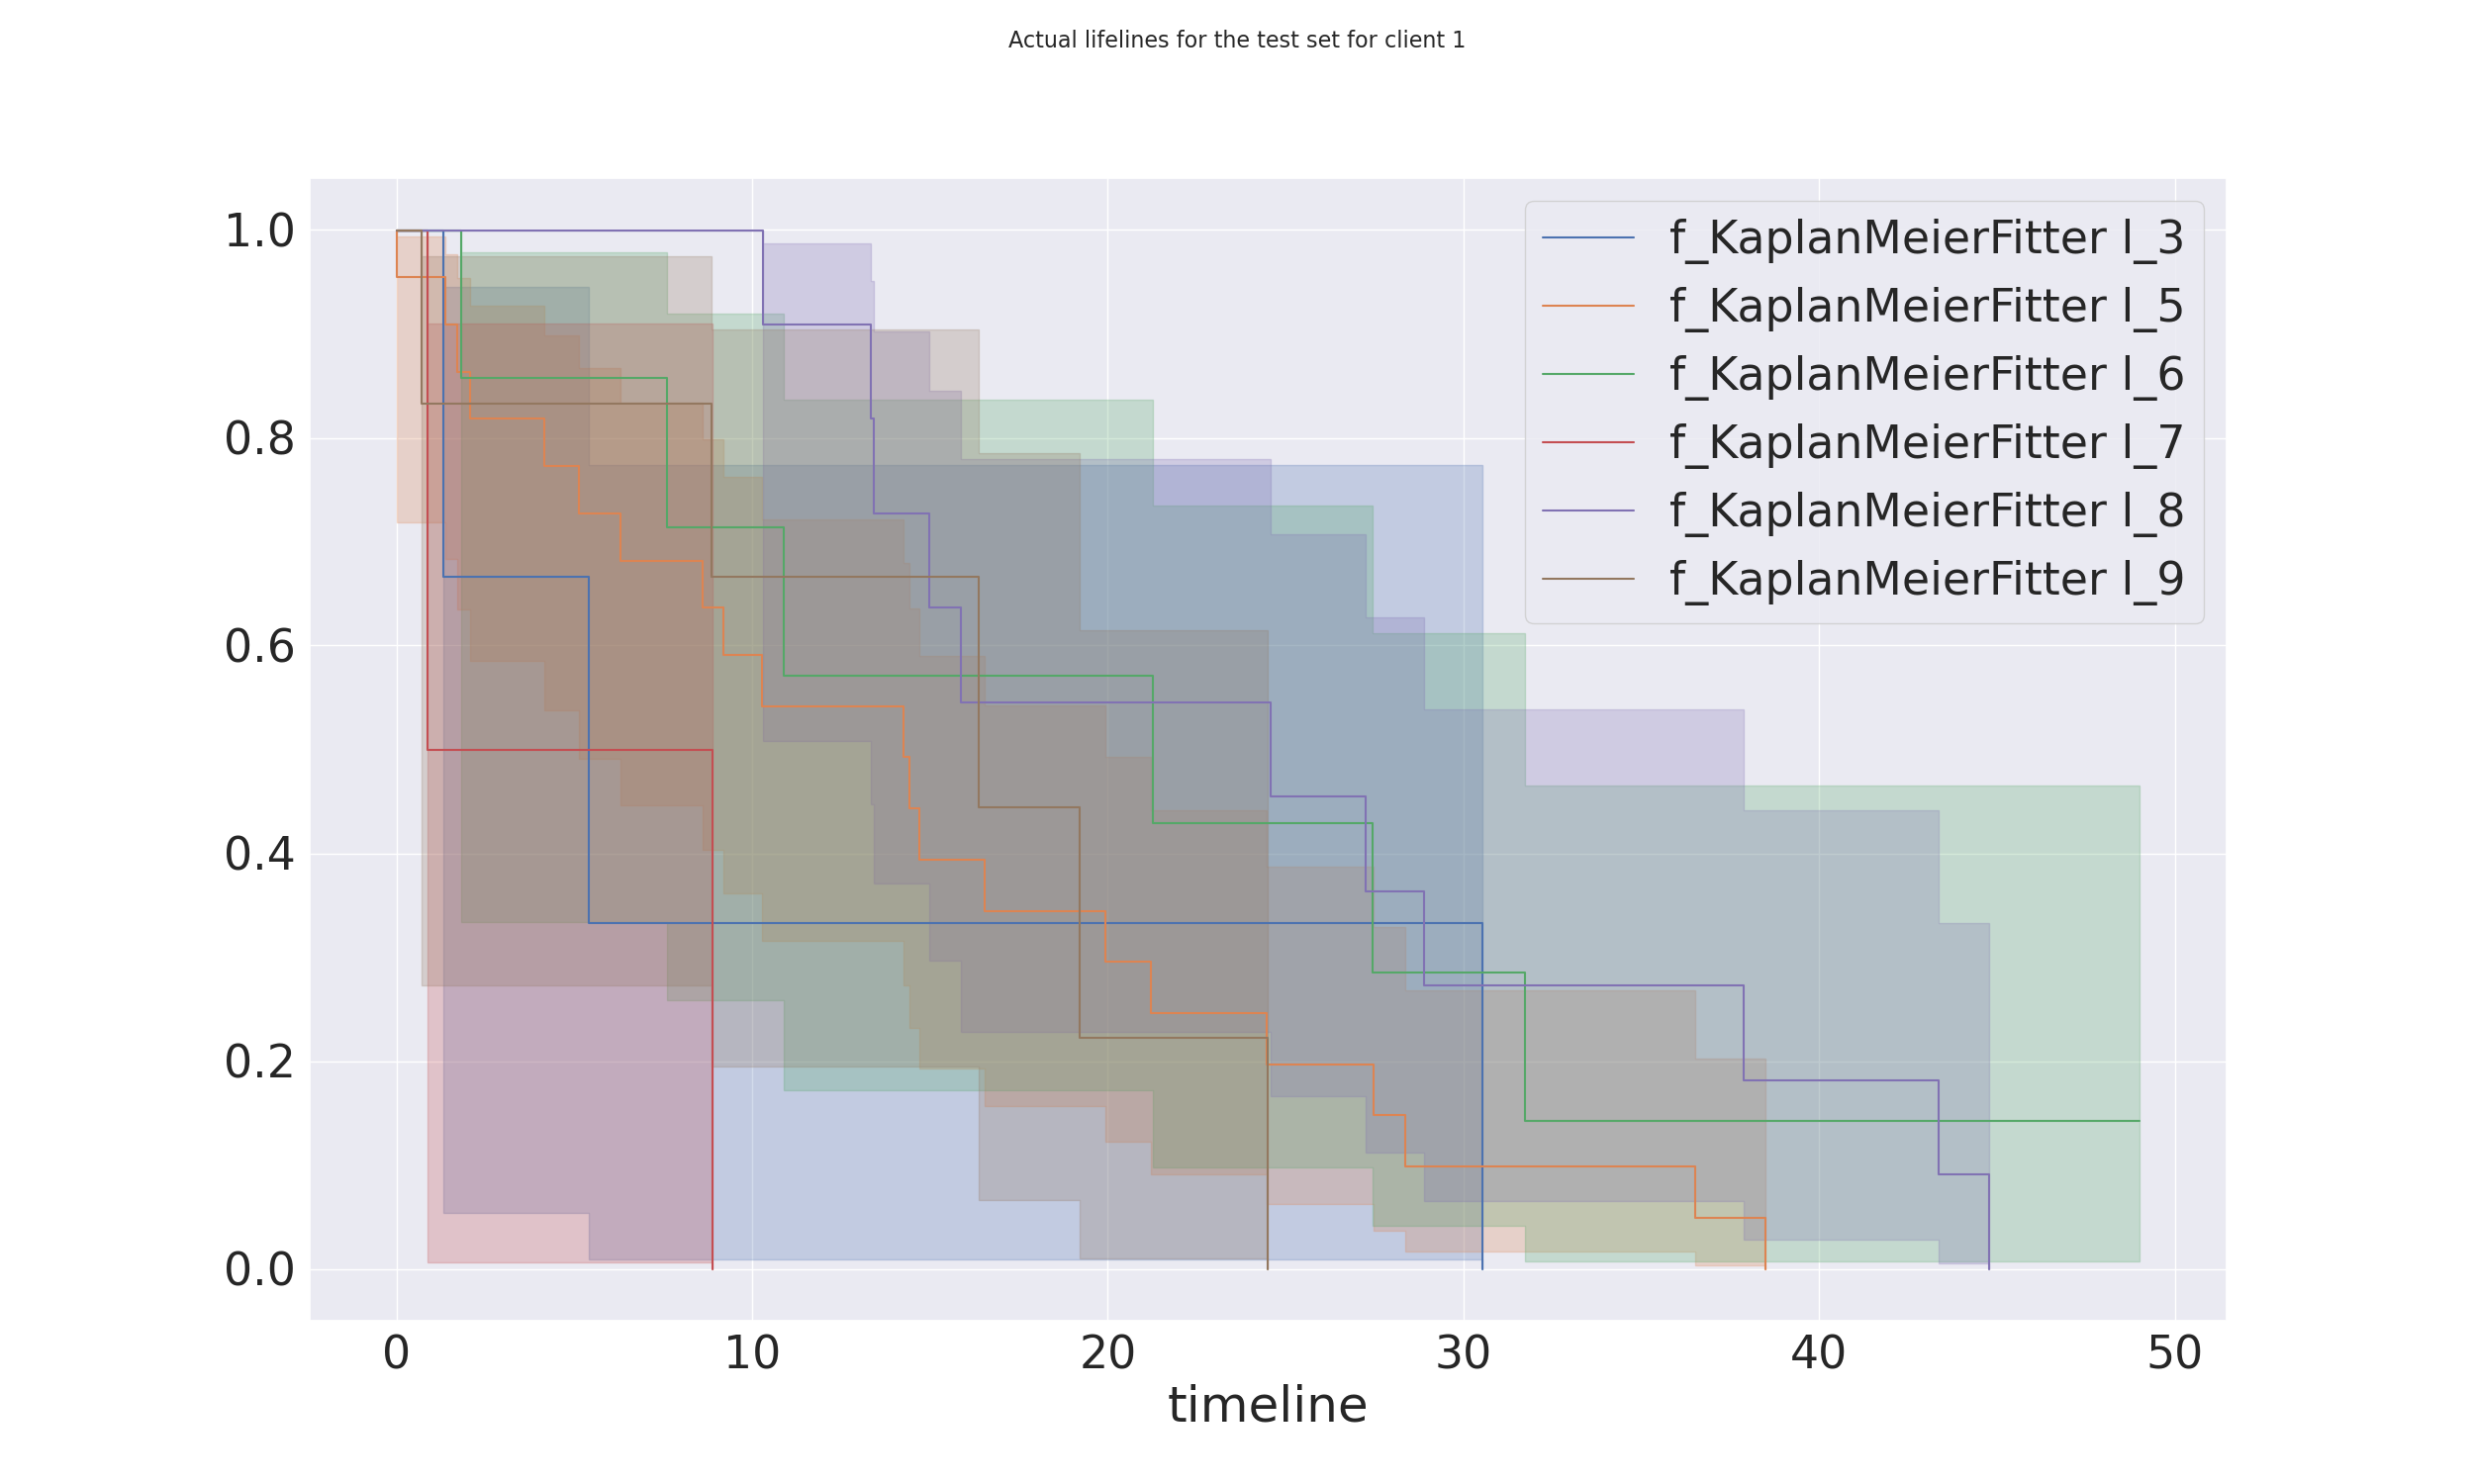 Actual lifelines for the test set for client 1
1.0
0.8
0.6
0.4
0.2
0.0
f_KaplanMeierFitter l_3
f_KaplanMeierFitter l_5
f_KaplanMeierFitter l_6
f_KaplanMeierFitter l_7
f_KaplanMeierFitter l_8
f_KaplanMeierFitter l_9
0 10 20 30 40 50
timeline